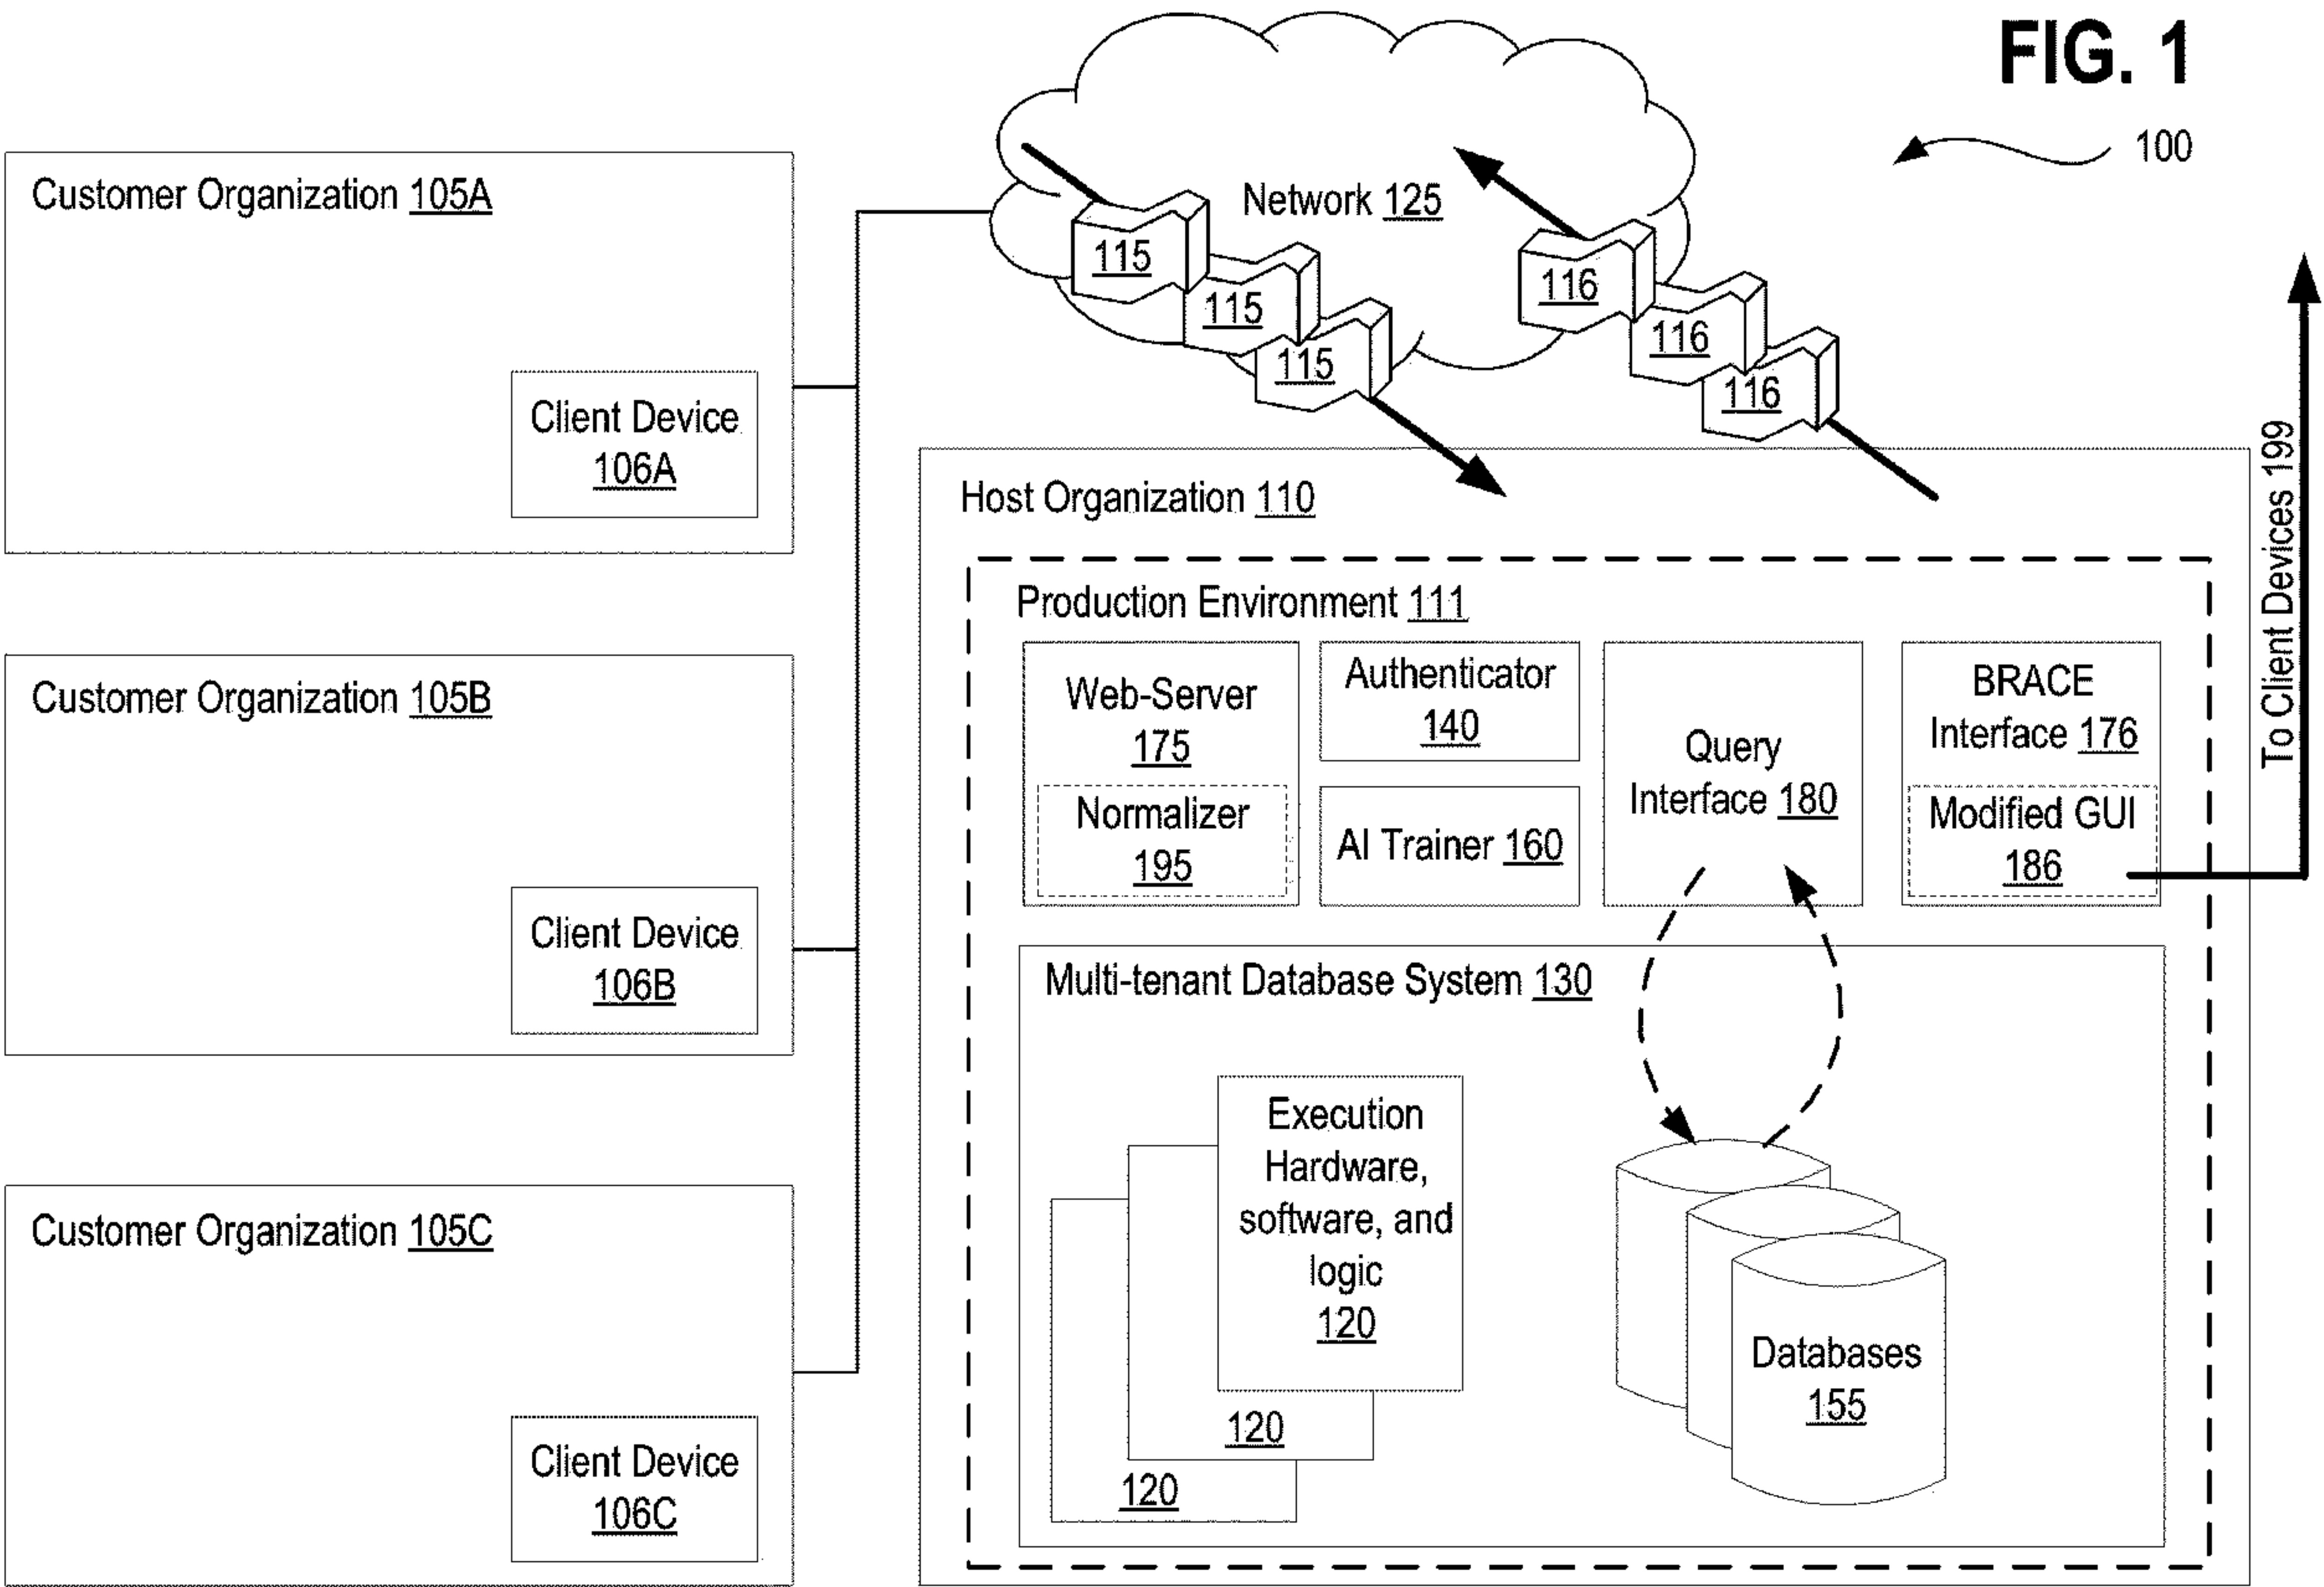 FIG. 1
100
Customer Organization 105A
Client Device
106A
Customer Organization 105B
Client Device
106B
Customer Organization 105C
Client Device
106C
Network 125
115
115
115
116
116
116
To Client Devices 199
Host Organization 110
Production Environment 111
Web-Server
175
Normalizer
195
Authenticator
140
AI Trainer 160
Query
Interface 180
BRACE
Interface 176
Modified GUI
186
Multi-tenant Database System 130
Execution
Hardware,
software, and
logic
120
120
120
Databases
155